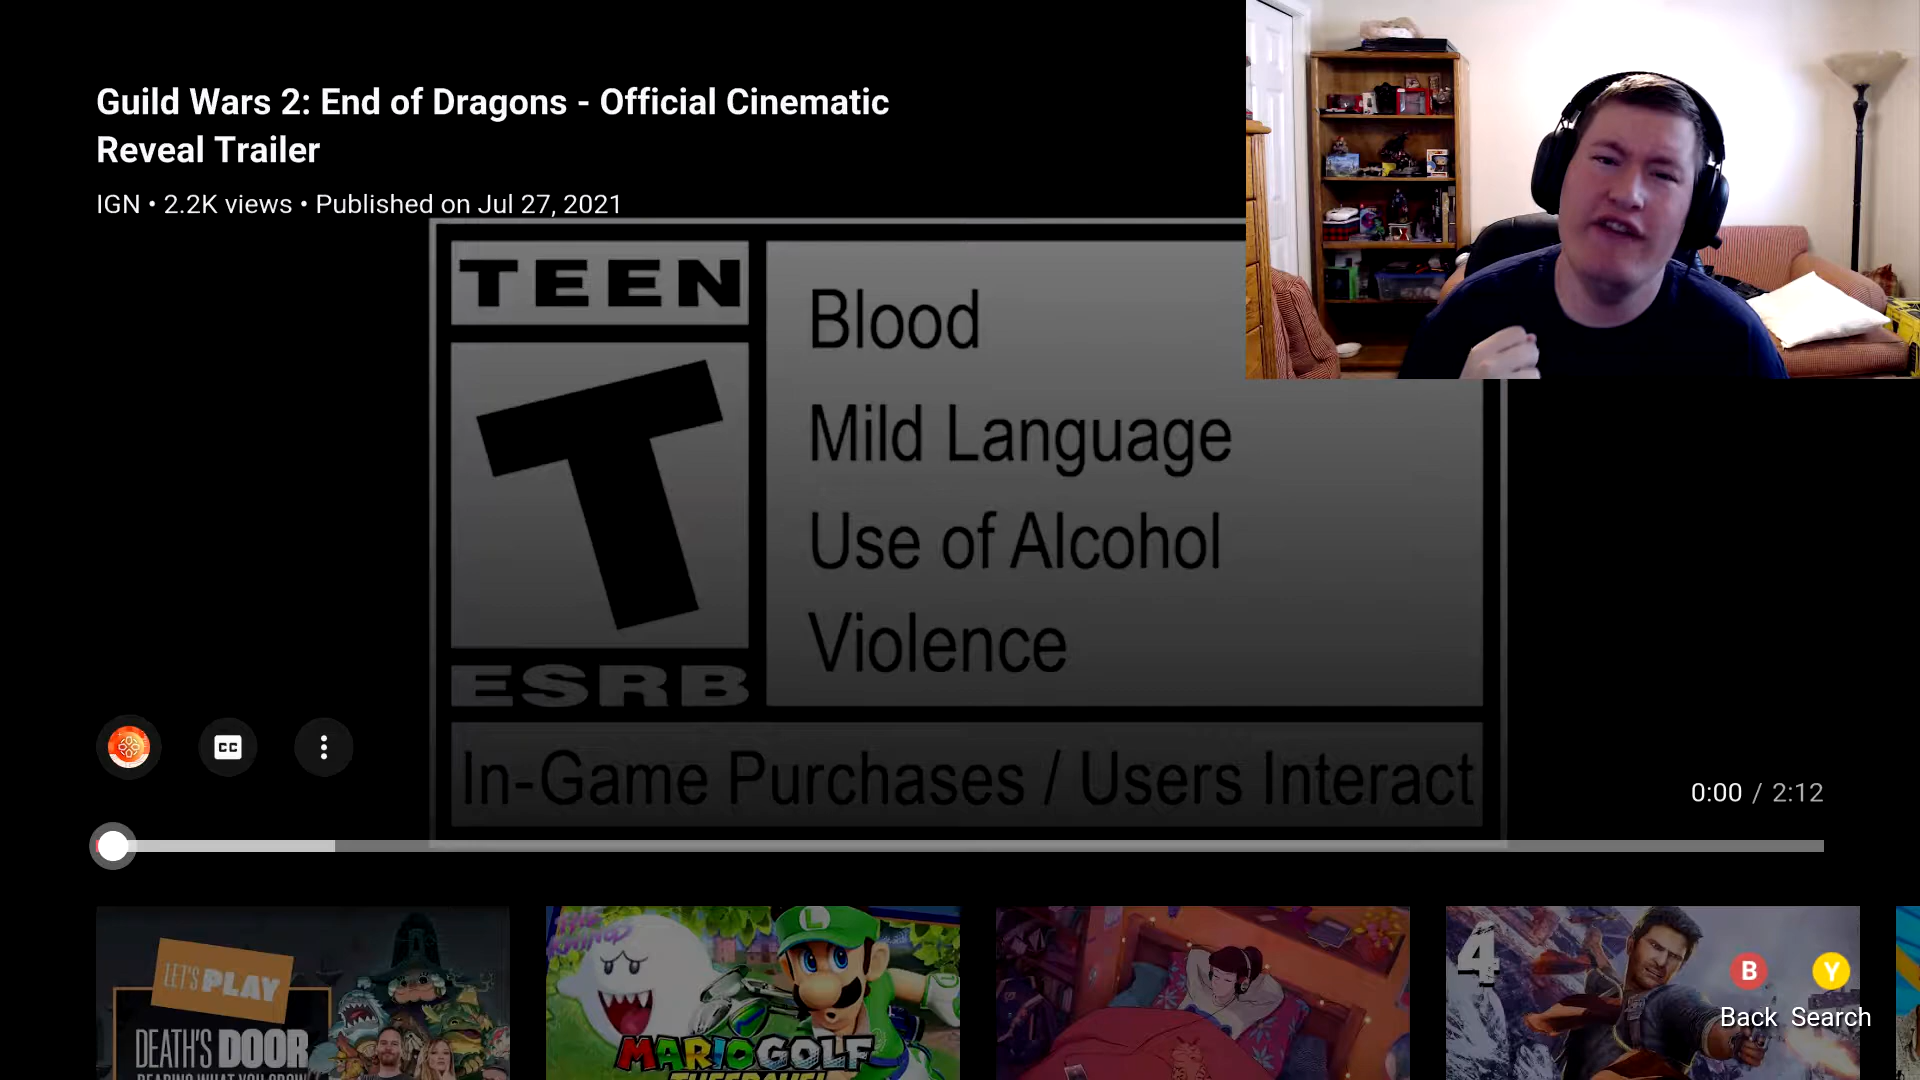 Guild Wars 2: End of Dragons - Official Cinematic
Reveal Trailer
IGN • 2.2K views • Published on Jul 27, 2021
TEEN
T
ESRB
Blood
Mild Language
Use of Alcohol
Violence
In-Game Purchases / Users Interact
CC
0:00 / 2:12
LET'S PLAY
DEATH'S DOOR
L
MARIO GOLF
4
B
Y
Back
Search